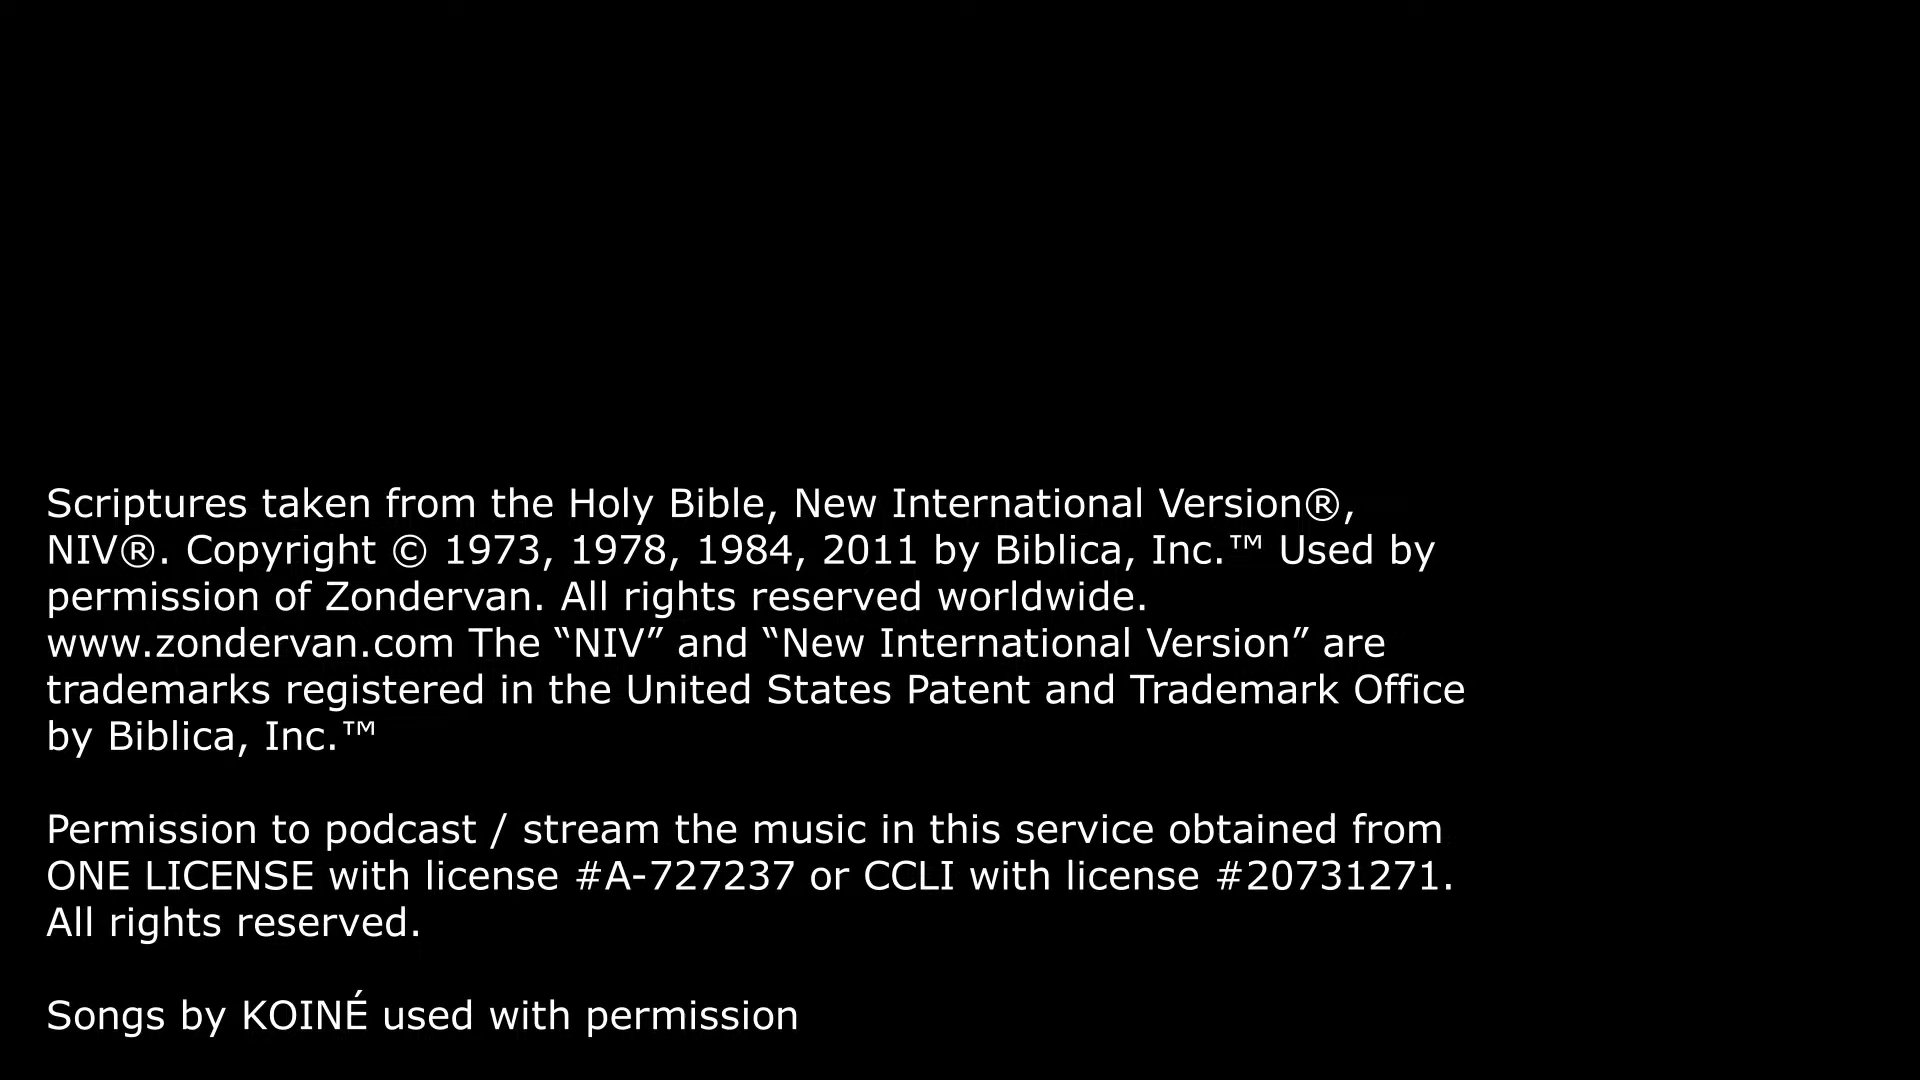 Scriptures taken from the Holy Bible, New International Version®,
NIV®. Copyright © 1973, 1978, 1984, 2011 by Biblica, Inc.™ Used by
permission of Zondervan. All rights reserved worldwide.
www.zondervan.com The “NIV” and “New International Version” are
trademarks registered in the United States Patent and Trademark Office
by Biblica, Inc.™
Permission to podcast / stream the music in this service obtained from
ONE LICENSE with license #A-727237 or CCLI with license #20731271.
All rights reserved.
Songs by KOINÉ used with permission